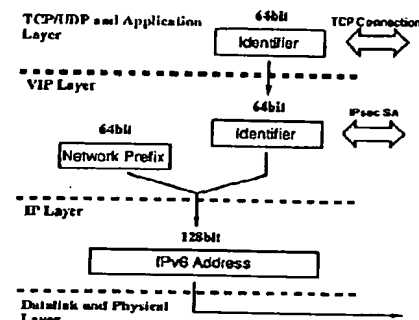 TCP/UDP and Application
Layer
64bit
Identifier
TCP Connection
VIP Layer
64bit
Identifier
IPsec SA
64bit
Network Prefix
IP Layer
128bit
IPv6 Address
Datalink and Physical
Layer